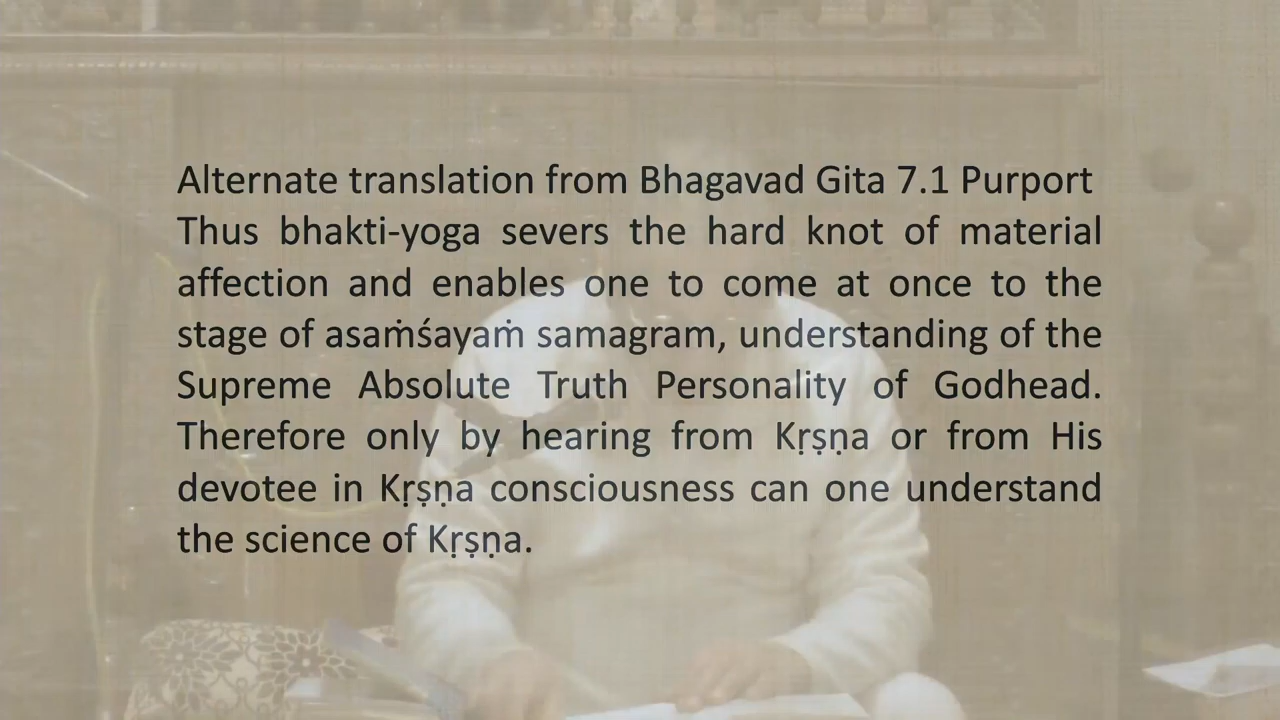 Alternate translation from Bhagavad Gita 7.1 Purport
Thus bhakti-yoga severs the hard knot of material
affection and enables one to come at once to the
stage of asaṁśayaṁ samagram, understanding of the
Supreme Absolute Truth Personality of Godhead.
Therefore only by hearing from Kṛṣṇa or from His
devotee in Kṛṣṇa consciousness can one understand
the science of Kṛṣṇa.